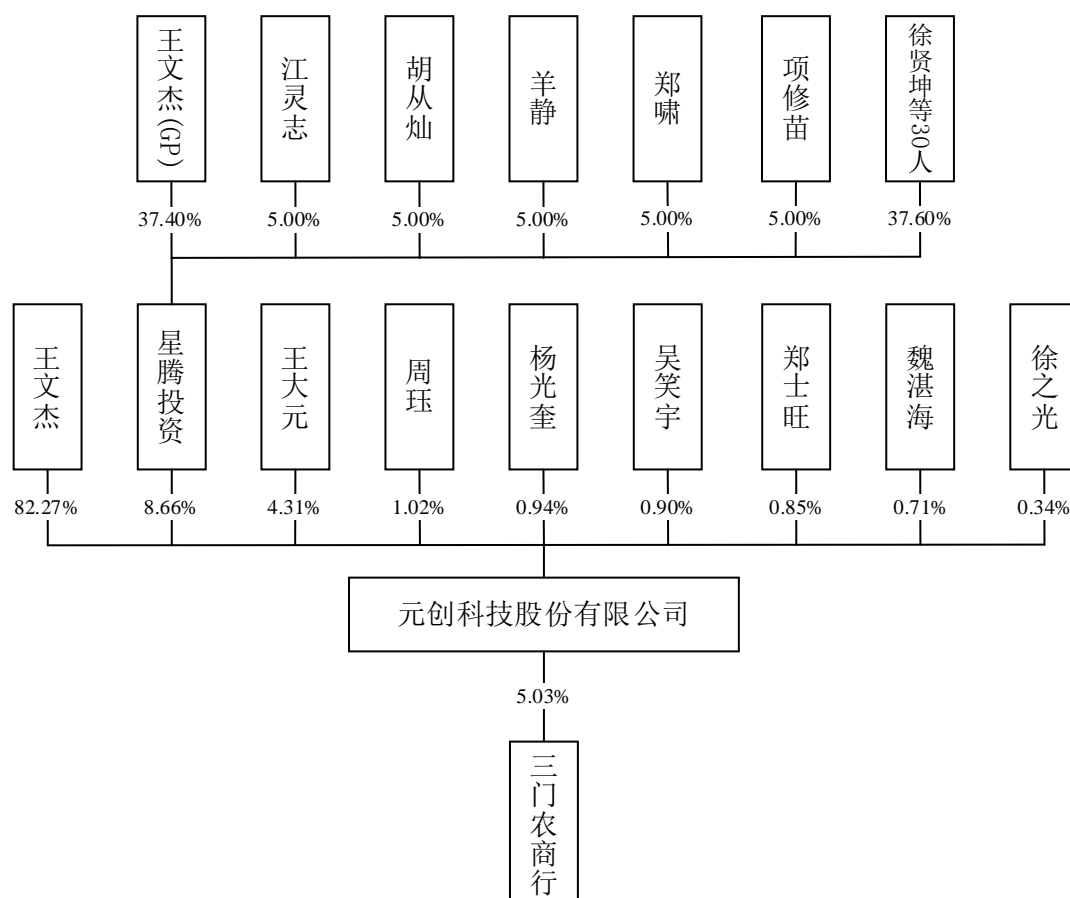 王文杰(GP)
江灵志
胡从灿
羊静
郑啸
项修苗
徐贤坤等30人
37.40%
5.00%
5.00%
5.00%
5.00%
5.00%
37.60%
王文杰
星腾投资
王大元
周珏
杨光奎
吴笑宇
郑士旺
魏湛海
徐之光
82.27%
8.66%
4.31%
1.02%
0.94%
0.90%
0.85%
0.71%
0.34%
元创科技股份有限公司
5.03%
三门农商行